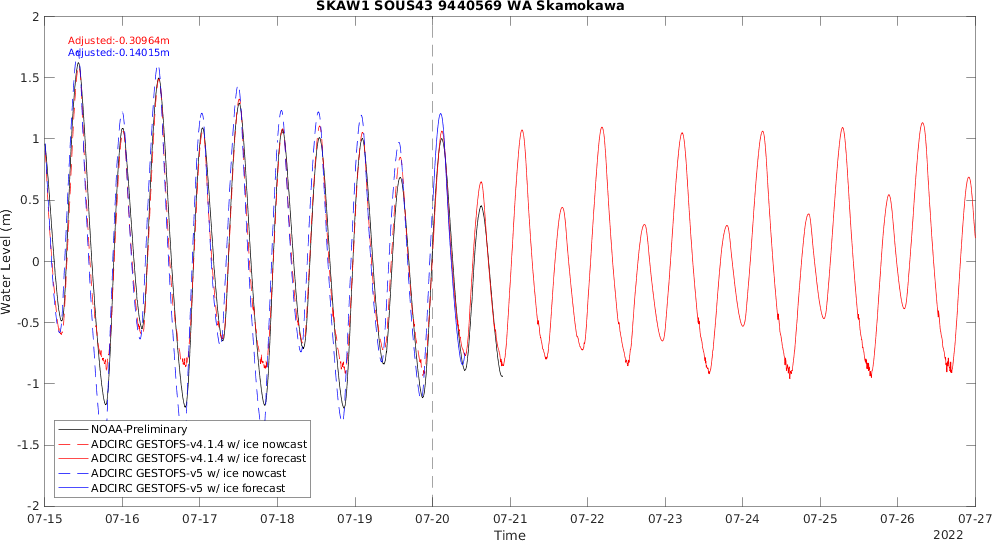 SKAW1 SOUS43 9440569 WA Skamokawa
Adjusted:-0.30964m
Adjusted:-0.14015m
2
1.5
1
0.5
0
-0.5
-1
-1.5
-2
Water Level (m)
NOAA-Preliminary
ADCIRC GESTOFS-v4.1.4 w/ ice nowcast
ADCIRC GESTOFS-v4.1.4 w/ ice forecast
ADCIRC GESTOFS-v5 w/ ice nowcast
ADCIRC GESTOFS-v5 w/ ice forecast
07-15 07-16 07-17 07-18 07-19 07-20 07-21 07-22 07-23 07-24 07-25 07-26 07-27
Time
2022